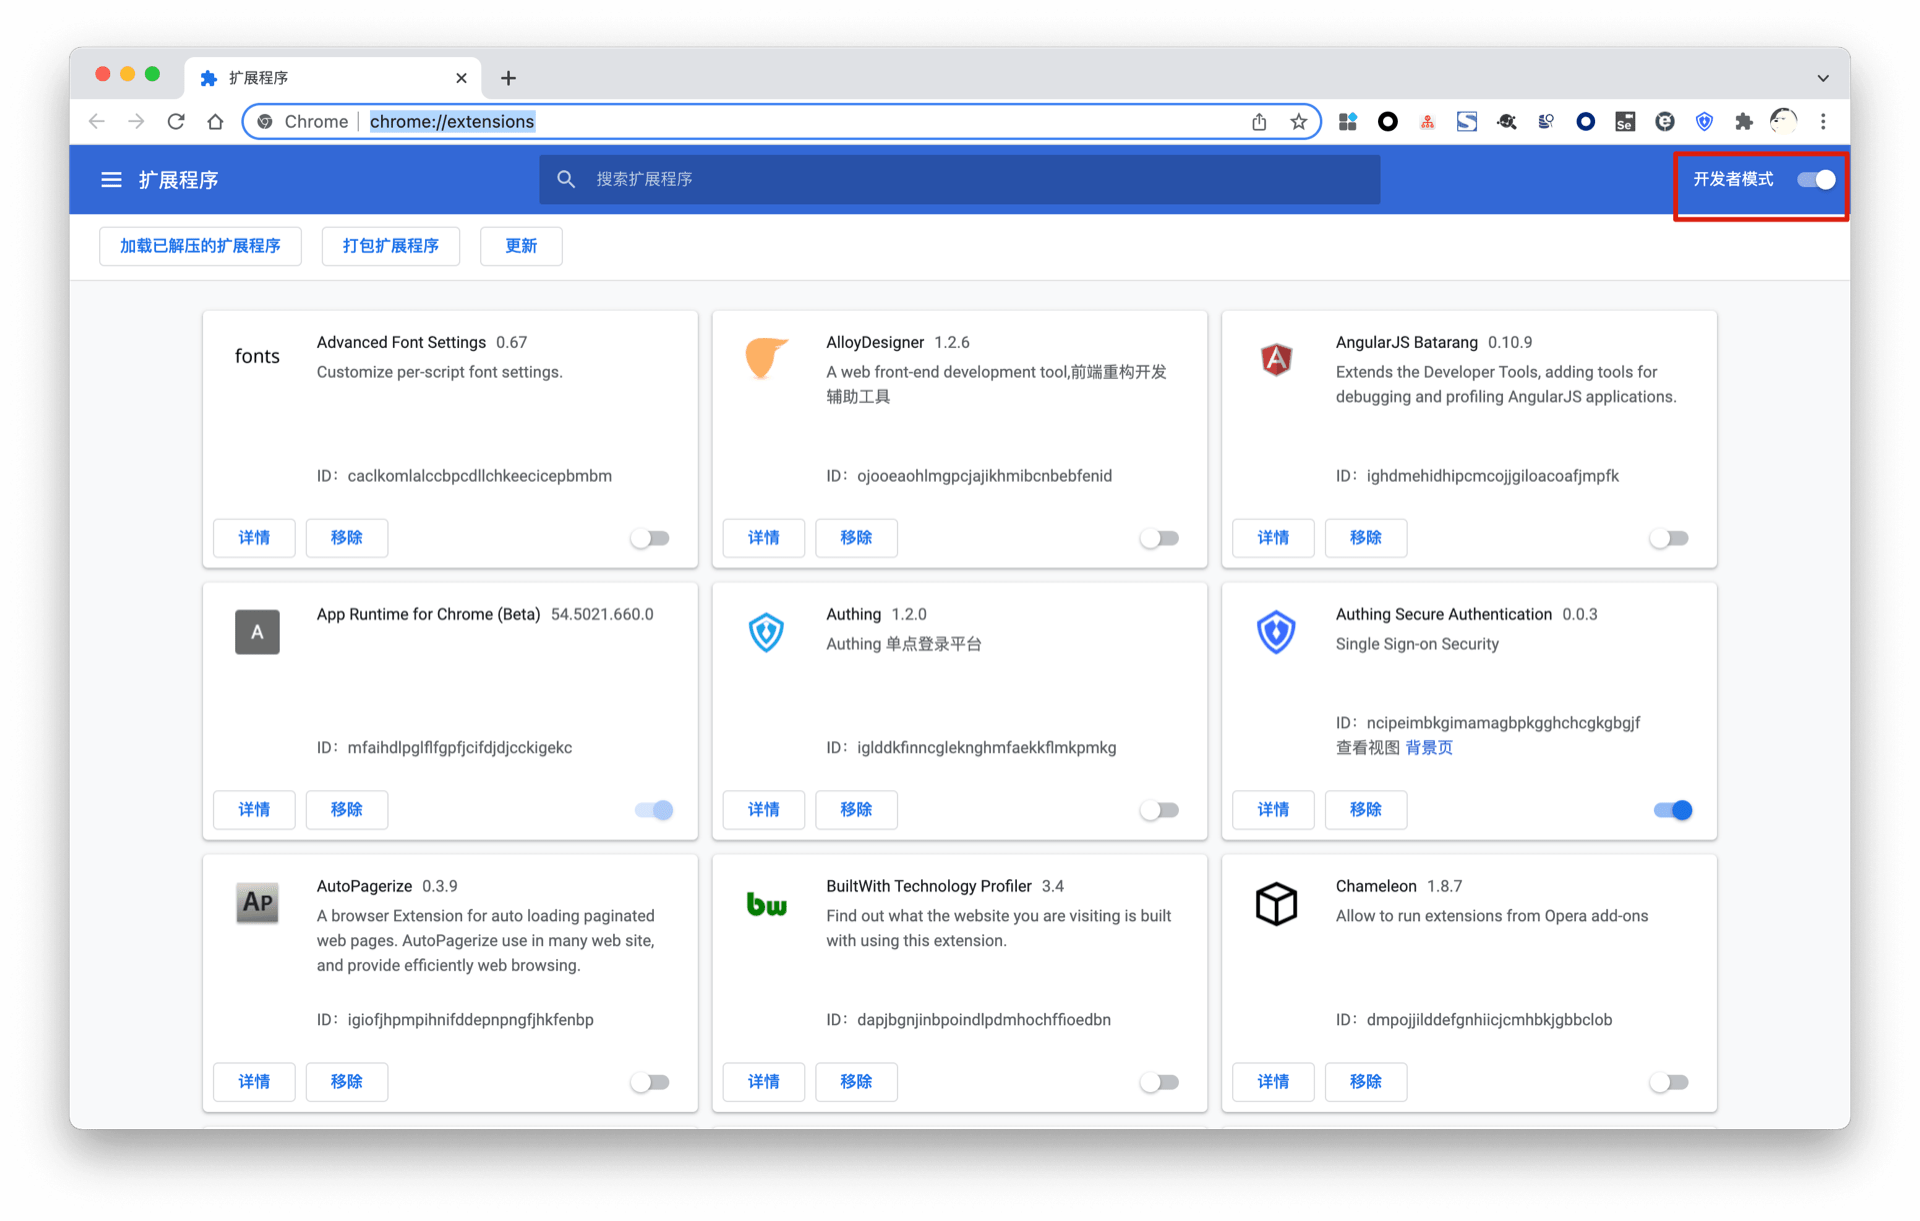 扩展程序
Chrome
chrome://extensions
Se
扩展程序
搜索扩展程序
开发者模式
加载已解压的扩展程序
打包扩展程序
更新
fonts
Advanced Font Settings 0.67
Customize per-script font settings.
ID: caclkomlalccbpcdllchkeecicepbmbm
详情
移除
AlloyDesigner 1.2.6
A web front-end development tool,前端重构开发
辅助工具
ID: ojooeaohlmgpcjajikhmibcnbebfenid
详情
移除
A
AngularJS Batarang 0.10.9
Extends the Developer Tools, adding tools for
debugging and profiling AngularJS applications.
ID: ighdmehidhipcmcojjgiloacoafjmpfk
详情
移除
A
App Runtime for Chrome (Beta) 54.5021.660.0
ID: mfaihdlpglflfgpfjcifdjdjcckigekc
详情
移除
Authing 1.2.0
Authing 单点登录平台
ID: iglddkfinncgleknghmfaekkflmkpmkg
详情
移除
Authing Secure Authentication 0.0.3
Single Sign-on Security
ID: ncipeimbkgimamagbpkgghchcgkgbgjf
查看视图 背景页
详情
移除
AP
AutoPagerize 0.3.9
A browser Extension for auto loading paginated
web pages. AutoPagerize use in many web site,
and provide efficiently web browsing.
ID: igiofjhpmpihnifddepnpngfjhkfenbp
详情
移除
bw
BuiltWith Technology Profiler 3.4
Find out what the website you are visiting is built
with using this extension.
ID: dapjbgnjinbpoindlpdmhochffioedbn
详情
移除
Chameleon 1.8.7
Allow to run extensions from Opera add-ons
ID: dmpojjilddefgnhiicjcmhbkjgbbclob
详情
移除